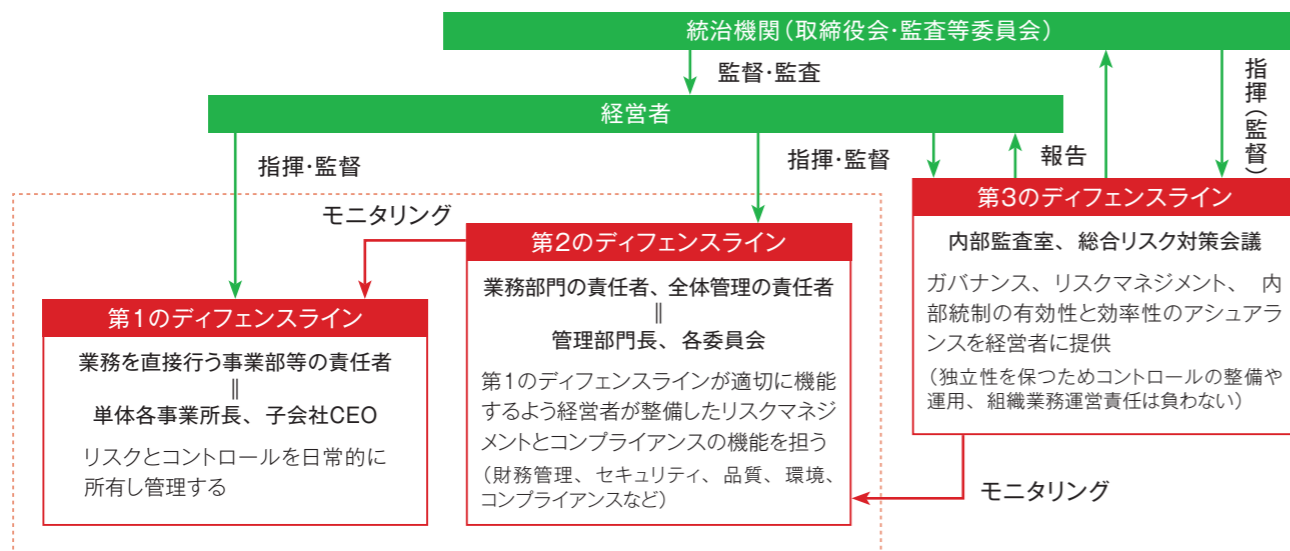 統治機関(取締役会・監査等委員会)
監督・監査
指揮(監督)
経営者
指揮・監督
指揮・監督
報告
モニタリング
第1のディフェンスライン
業務を直接行う事業部等の責任者
||
単体各事業所長、子会社CEO
リスクとコントロールを日常的に
所有し管理する
第2のディフェンスライン
業務部門の責任者、全体管理の責任者
||
管理部門長、各委員会
第1のディフェンスラインが適切に機能
するよう経営者が整備したリスクマネジ
メントとコンプライアンスの機能を担う
(財務管理、セキュリティ、品質、環境、
コンプライアンスなど)
第3のディフェンスライン
内部監査室、総合リスク対策会議
ガバナンス、リスクマネジメント、 内
部統制の有効性と効率性のアシュアラ
ンスを経営者に提供
(独立性を保つためコントロールの整備や
運用、組織業務運営責任は負わない)
モニタリング